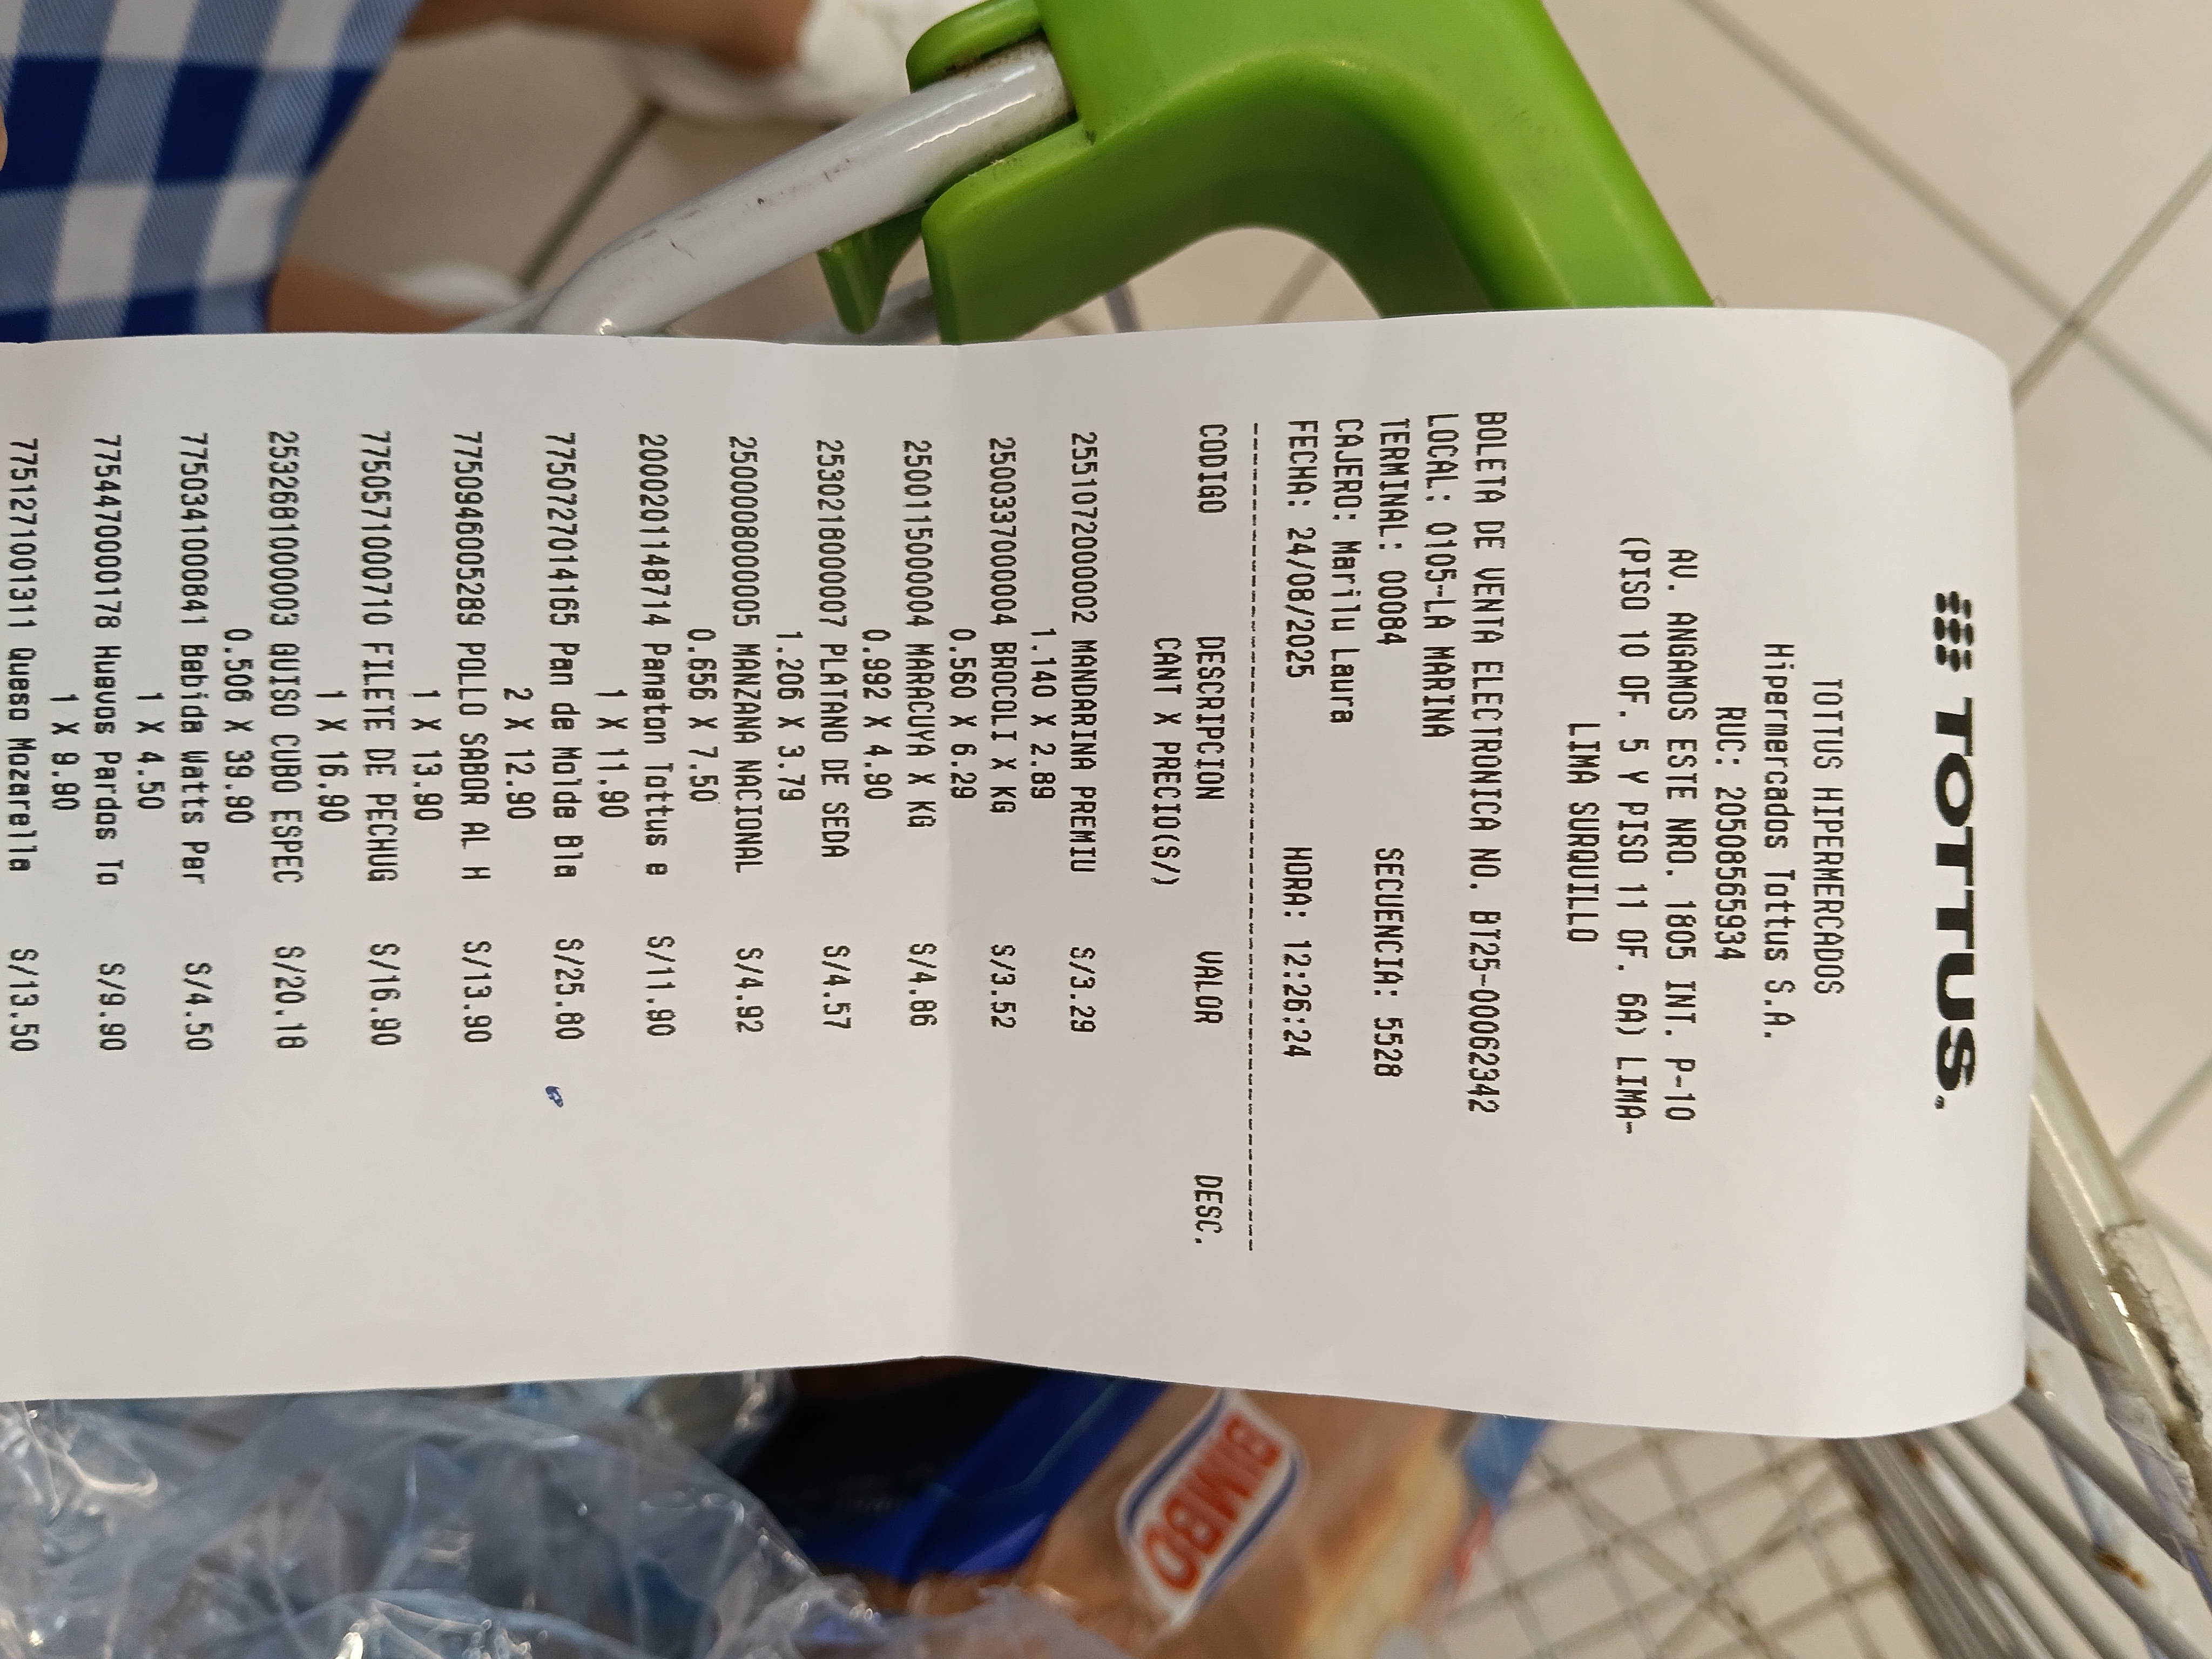 TOTTUS.
TOTTUS HIPERMERCADOS
Hipermercados Tottus S.A.
RUC: 20508565934
AV. ANGAMOS ESTE NRO. 1805 INT. P-10
(PISO 10 OF. 5 Y PISO 11 OF. 6A) LIMA-
LIMA SURQUILLO
BOLETA DE VENTA ELECTRONICA NO. BT25-00062342
LOCAL: 0105-LA MARINA
TERMINAL: 00084 SECUENCIA: 5528
CAJERO: Marilu Laura
FECHA: 24/08/2025 HORA: 12:26:24
CODIGO DESCRIPCION VALOR DESC.
CANT X PRECIO(S/)
2551072000002 MANDARINA PREMIU S/3.29
1.140 X 2.89
2500337000004 BROCOLI X KG S/3.52
0.560 X 6.29
2500115000004 MARACUYA X KG S/4.86
0.992 X 4.90
2530218000007 PLATANO DE SEDA S/4.57
1.206 X 3.79
2500008000005 MANZANA NACIONAL S/4.92
0.656 X 7.50
2000201148714 Paneton Tottus e S/11.90
1 X 11.90
7750727014165 Pan de Molde Bla S/25.80
2 X 12.90
7750946005289 POLLO SABOR AL H S/13.90
1 X 13.90
7750571000710 FILETE DE PECHUG S/16.90
1 X 16.90
2532681000003 GUISO CUBO ESPEC S/20.18
0.506 X 39.90
7750341000841 Bebida Watts Per S/4.50
1 X 4.50
7754470000178 Huevos Pardos To S/9.90
1 X 9.90
7751271001311 Queso Mozarella S/13.50
BIMBO